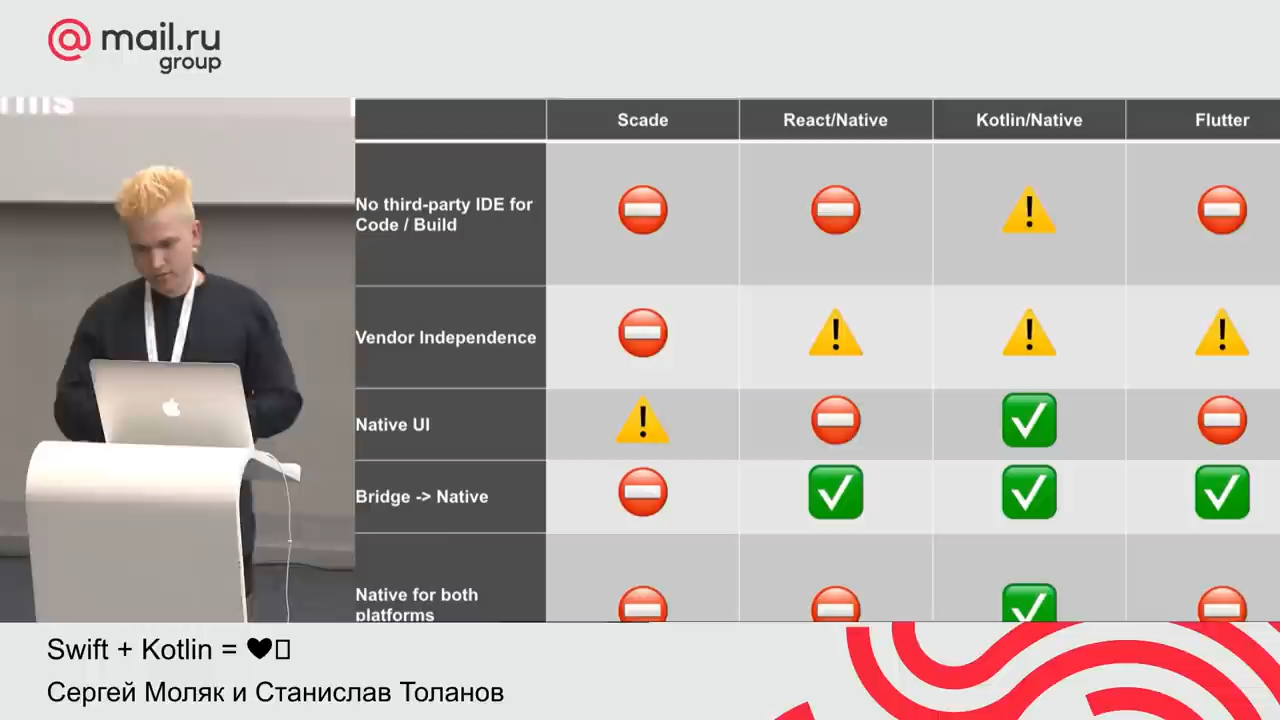 @ mail.ru
group
Scade
React/Native
Kotlin/Native
Flutter
No third-party IDE for
Code / Build
Vendor Independence
Native UI
Bridge -> Native
Native for both
platforms
Swift + Kotlin = 🖤
Сергей Моляк и Станислав Толанов